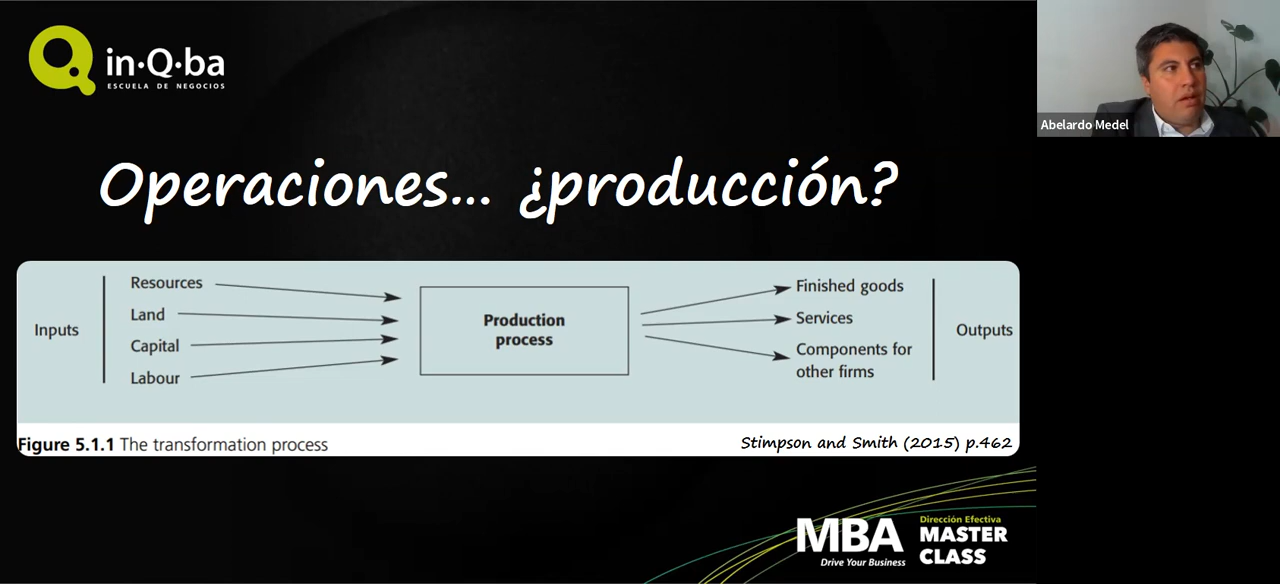 in·Q·ba
ESCUELA DE NEGOCIOS
Abelardo Medel
Operaciones... ¿producción?
Inputs
Resources
Land
Capital
Labour
Production
process
Finished goods
Services
Components for
other firms
Outputs
Figure 5.1.1 The transformation process
Stimpson and Smith (2015) p.462
MBA
Drive Your Business
Dirección Efectiva
MASTER
CLASS